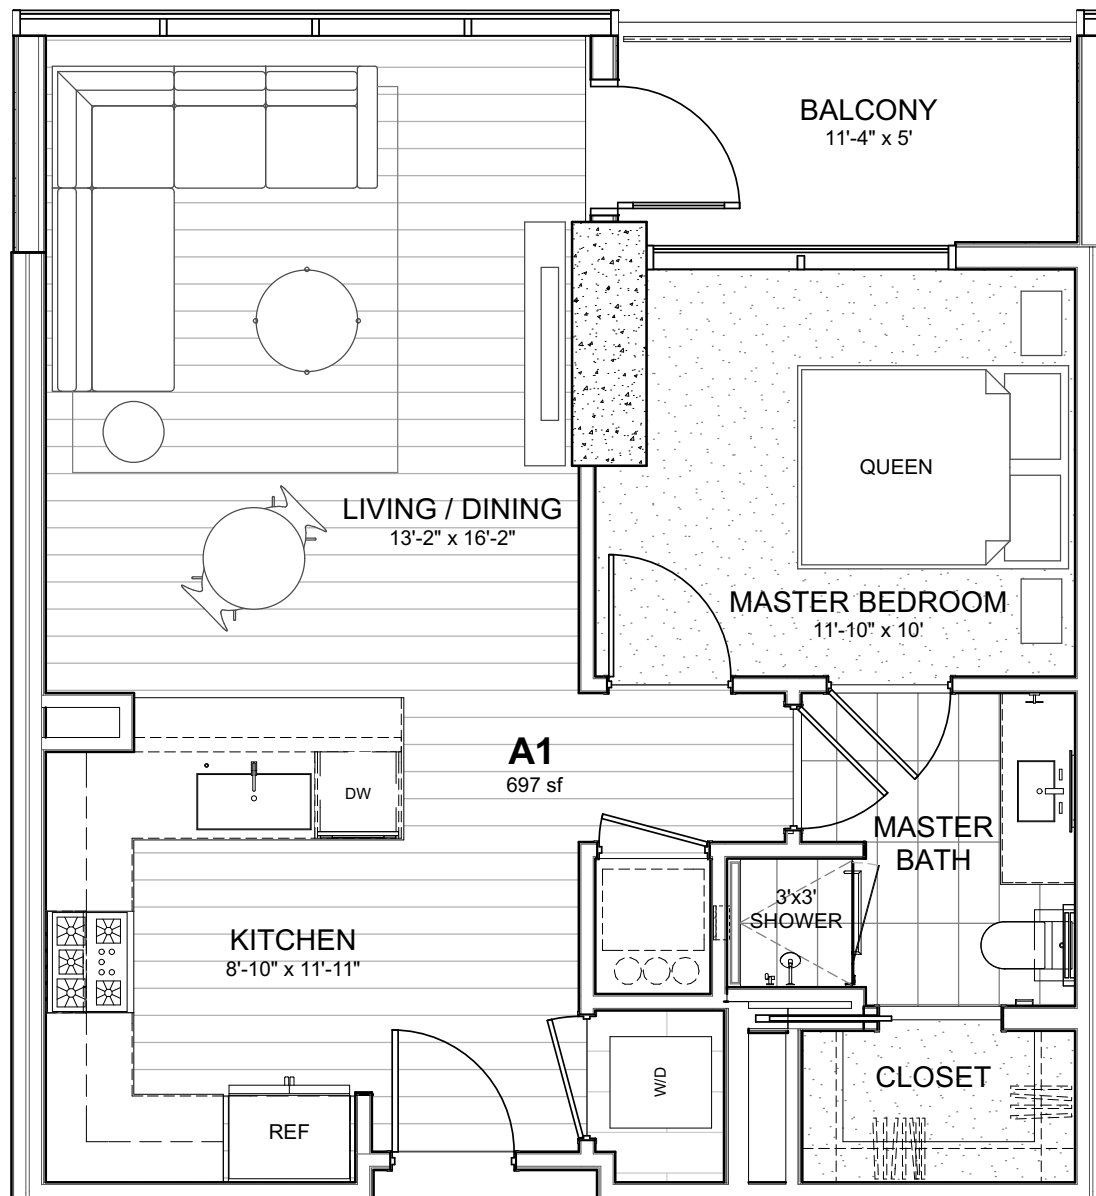 BALCONY
11'-4" x 5'
QUEEN
LIVING / DINING
13'-2" x 16'-2"
MASTER BEDROOM
11'-10" x 10'
A1
697 sf
DW
MASTER
BATH
3'x3'
SHOWER
KITCHEN
8'-10" x 11'-11"
CLOSET
W/D
REF